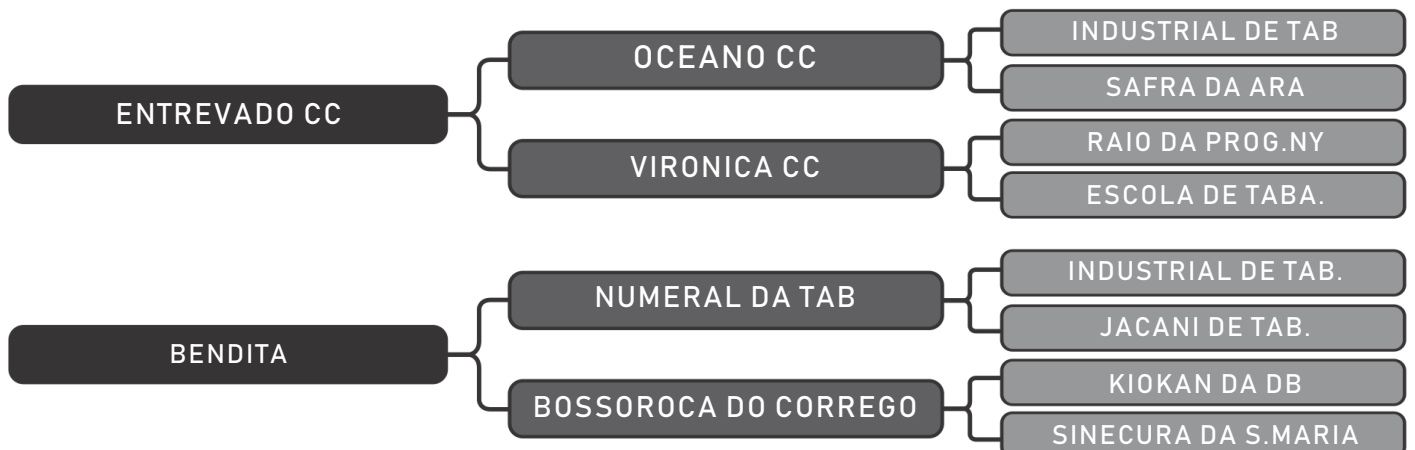 INDUSTRIAL DE TAB
OCEANO CC
SAFRA DA ARA
ENTREVADO CC
RAIO DA PROG.NY
VIRONICA CC
ESCOLA DE TABA.
INDUSTRIAL DE TAB.
NUMERAL DA TAB
JACANI DE TAB.
BENDITA
KIOKAN DA DB
BOSSOROCA DO CORREGO
SINECURA DA S.MARIA